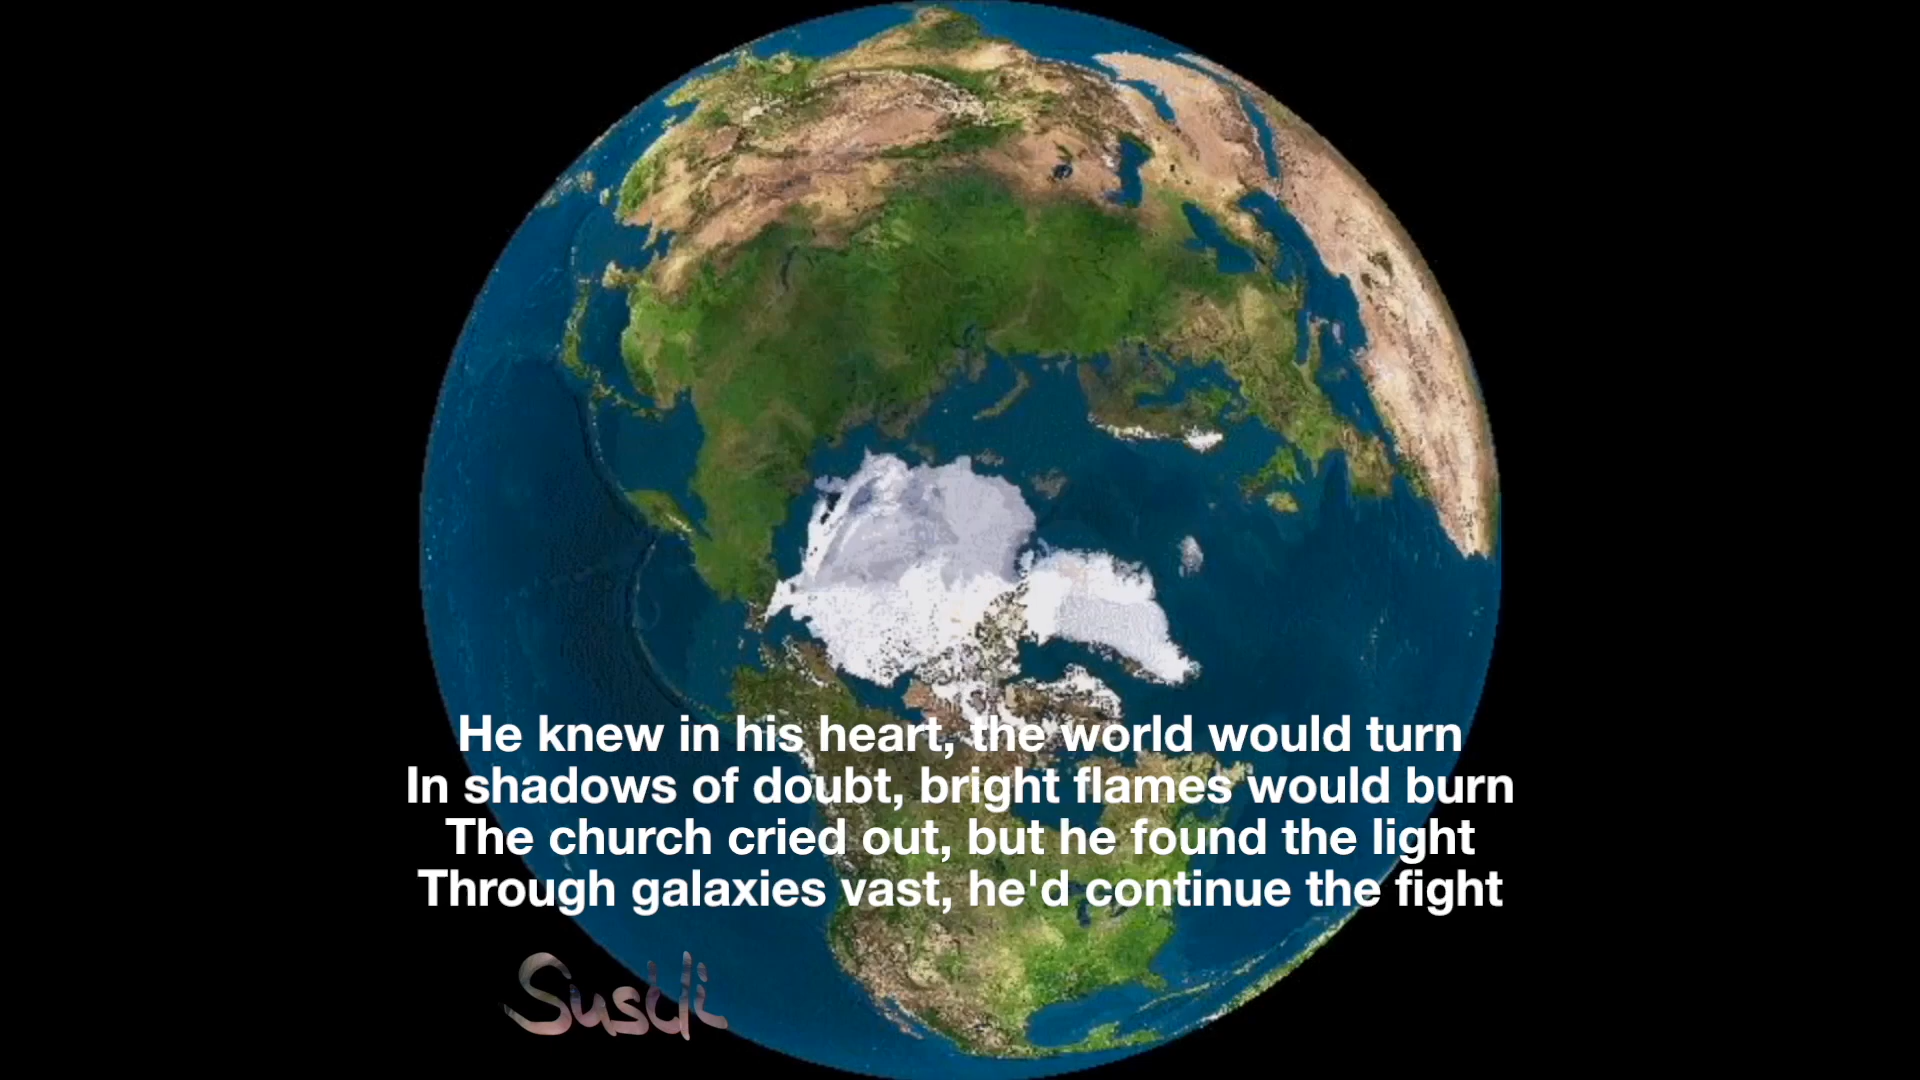 He knew in his heart, the world would turn
In shadows of doubt, bright flames would burn
The church cried out, but he found the light
Through galaxies vast, he'd continue the fight